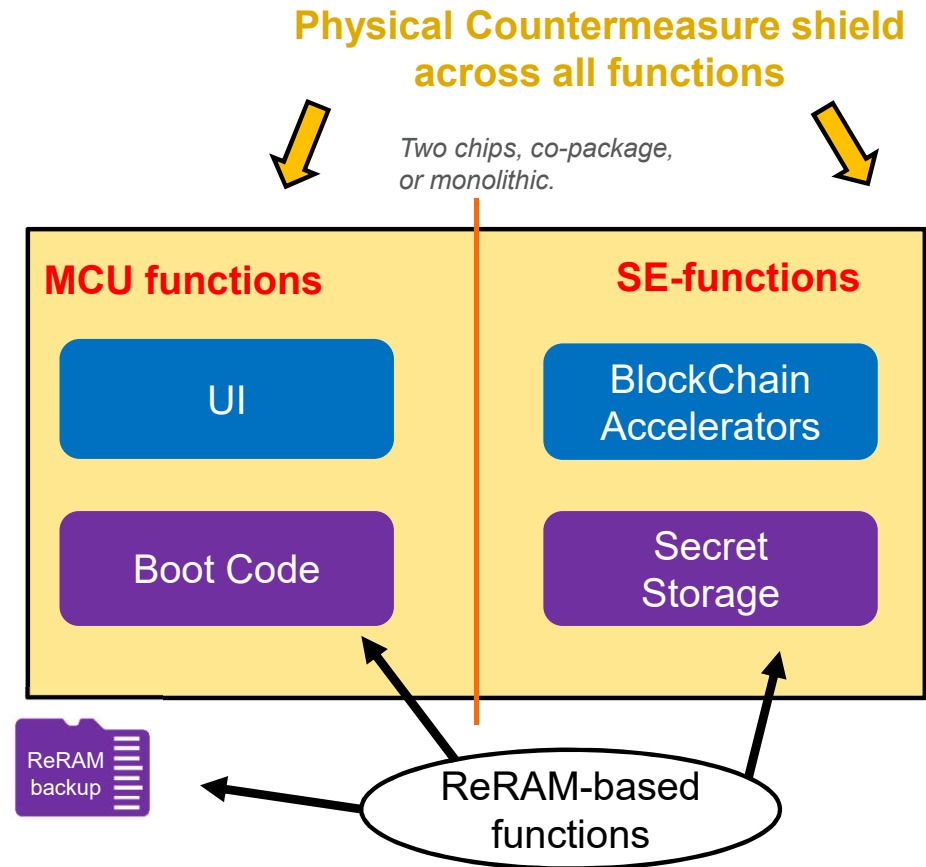 Physical Countermeasure shield
across all functions
Two chips, co-package,
or monolithic.
MCU functions
SE-functions
UI
BlockChain
Accelerators
Boot Code
Secret
Storage
ReRAM
backup
ReRAM-based
functions